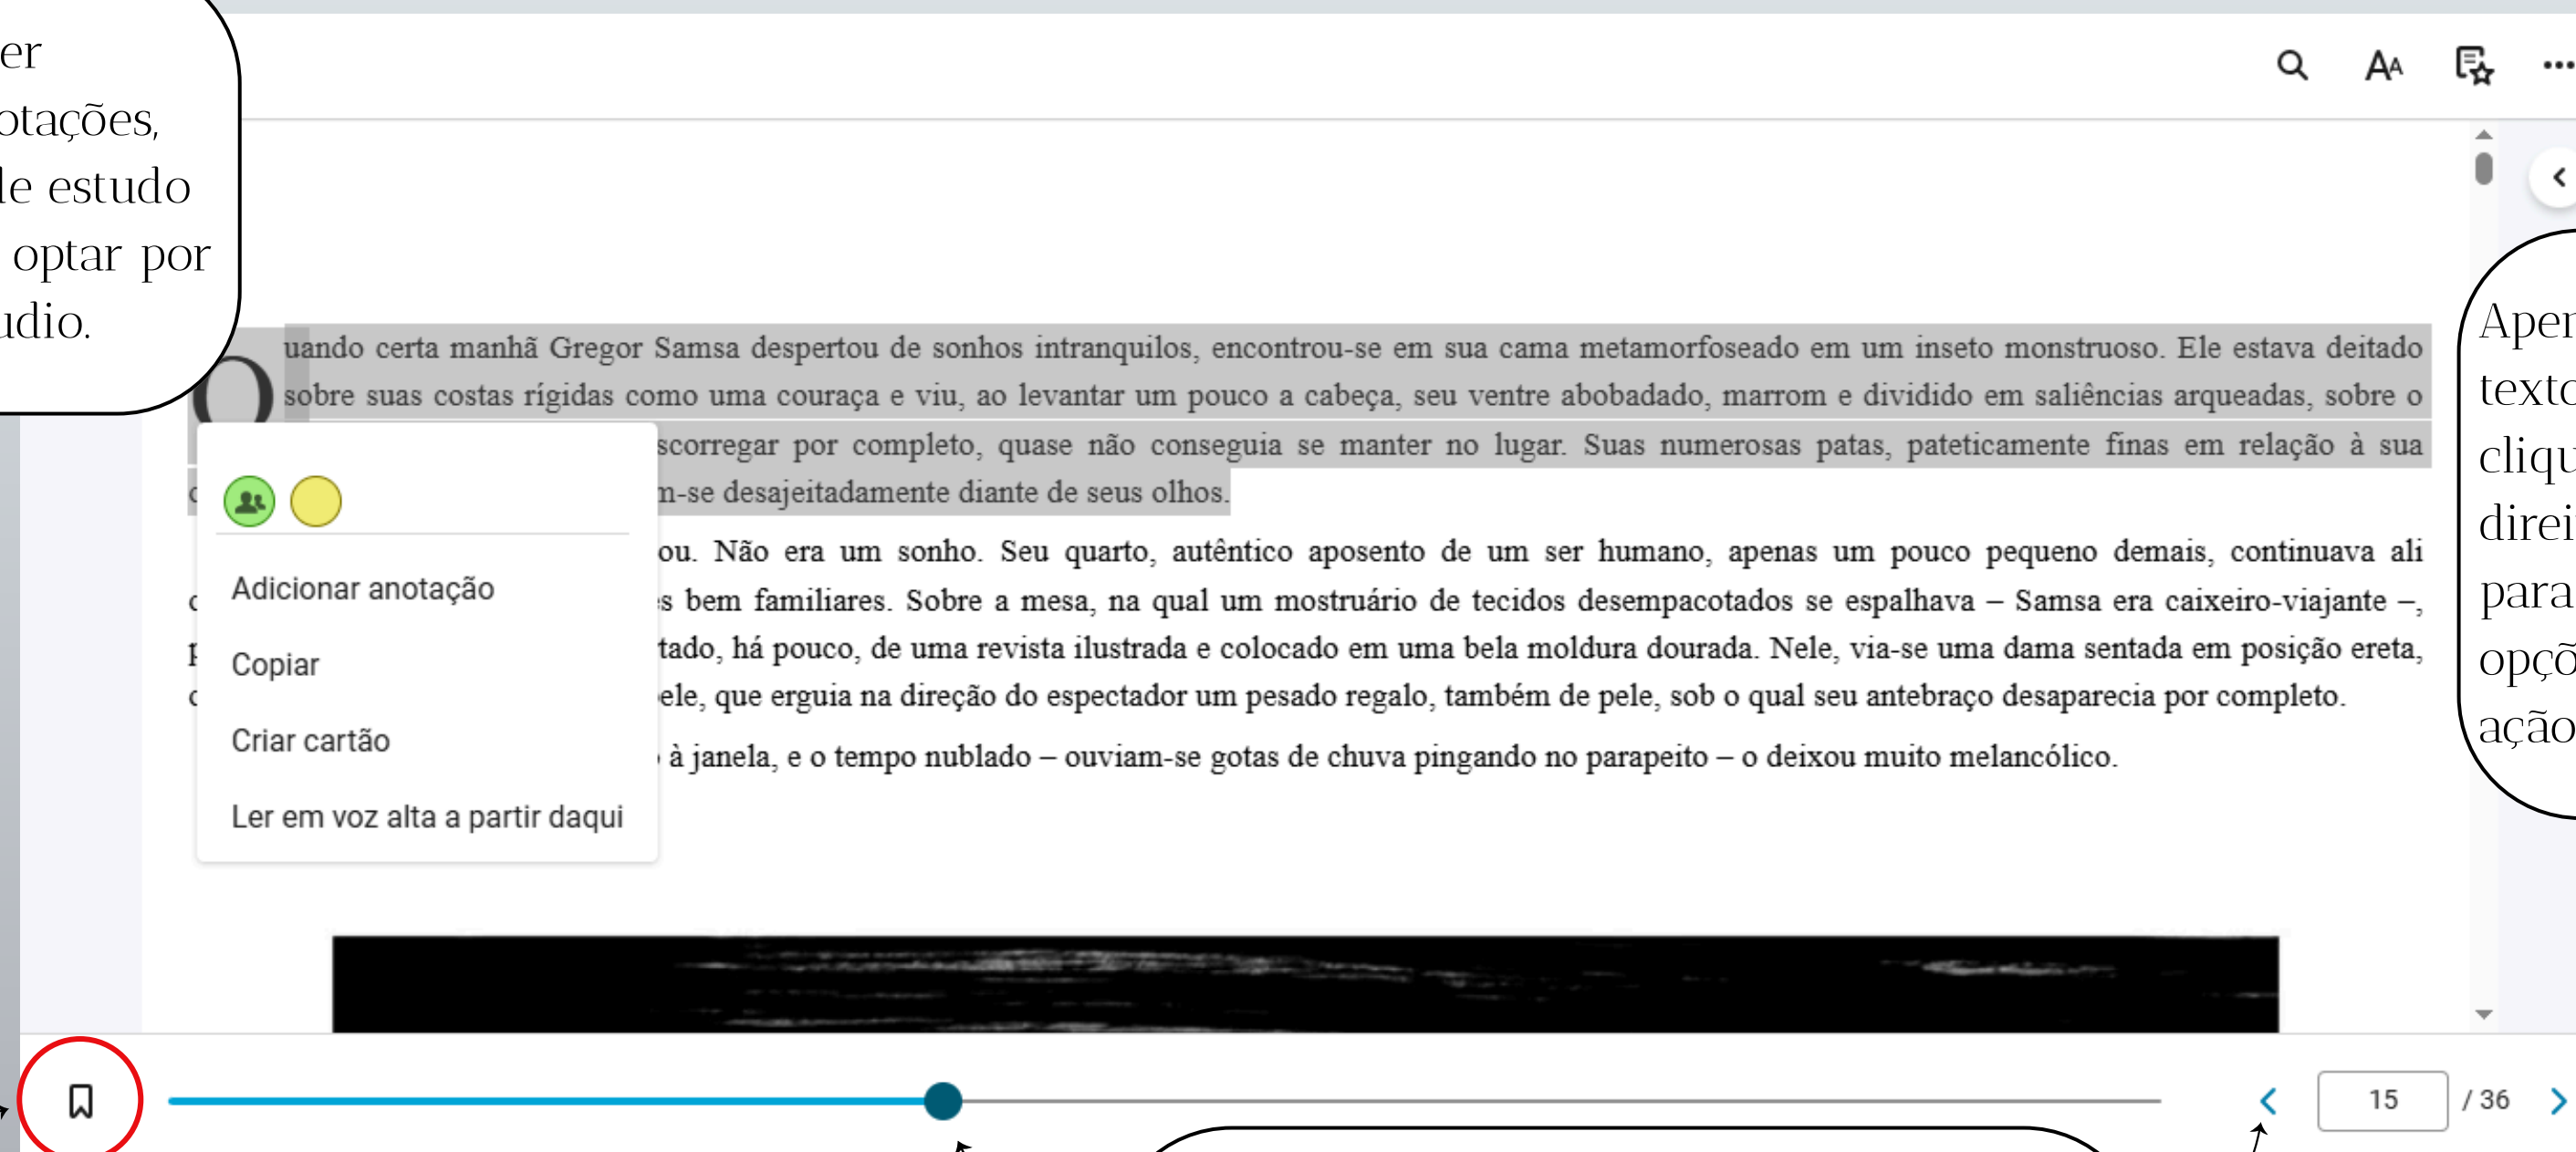 er
otações,
le estudo
optar por
udio.
AA
Quando certa manhã Gregor Samsa despertou de sonhos intranquilos, encontrou-se em sua cama metamorfoseado em um inseto monstruoso. Ele estava deitado
sobre suas costas rígidas como uma couraça e viu, ao levantar um pouco a cabeça, seu ventre abobadado, marrom e dividido em saliências arqueadas, sobre o
scorregar por completo, quase não conseguia se manter no lugar. Suas numerosas patas, pateticamente finas em relação à sua
m-se desajeitadamente diante de seus olhos.
ou. Não era um sonho. Seu quarto, autêntico aposento de um ser humano, apenas um pouco pequeno demais, continuava ali
s bem familiares. Sobre a mesa, na qual um mostruário de tecidos desempacotados se espalhava – Samsa era caixeiro-viajante –,
tado, há pouco, de uma revista ilustrada e colocado em uma bela moldura dourada. Nele, via-se uma dama sentada em posição ereta,
ele, que erguia na direção do espectador um pesado regalo, também de pele, sob o qual seu antebraço desaparecia por completo.
à janela, e o tempo nublado – ouviam-se gotas de chuva pingando no parapeito – o deixou muito melancólico.
Adicionar anotação
Copiar
Criar cartão
Ler em voz alta a partir daqui
Aper
texto
cliqu
direi
para
opçõ
ação
15 / 36